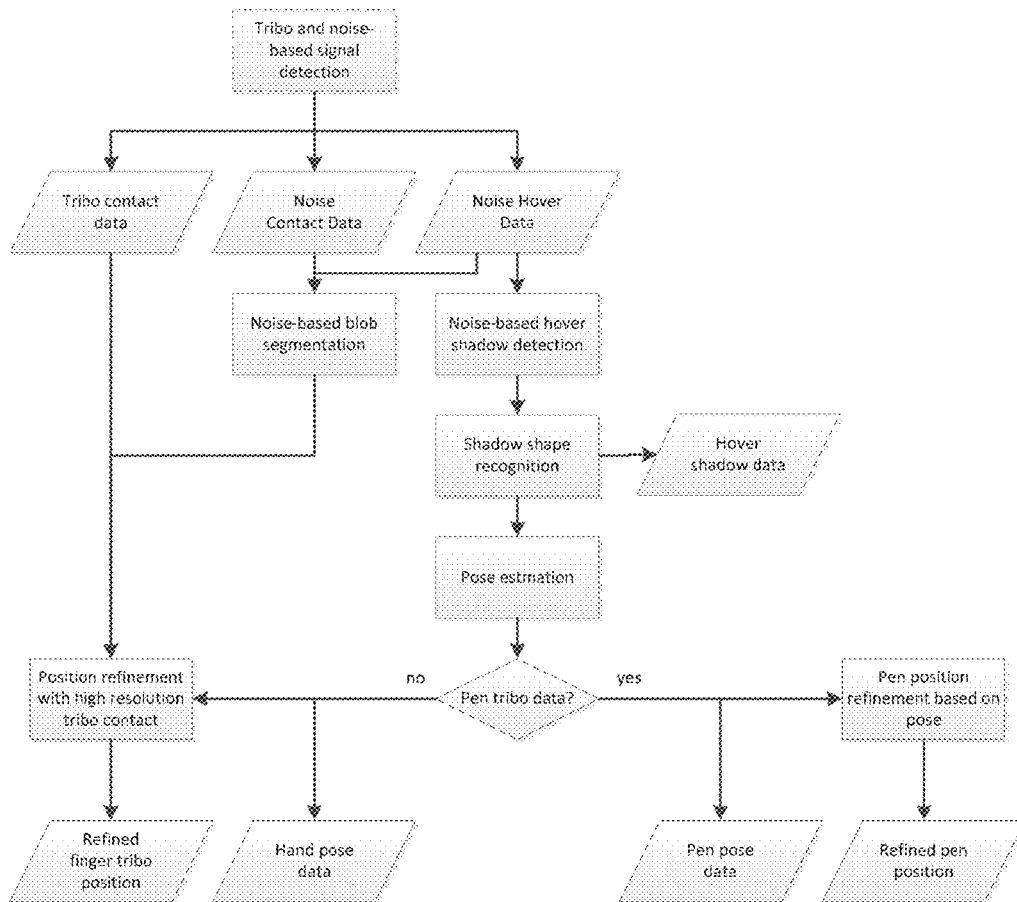 Tribo and noise-
based signal
detection
Tribo contact
data
Noise
Contact Data
Noise Hover
Data
Noise-based blob
segmentation
Noise-based hover
shadow detection
Shadow shape
recognition
Hover
shadow data
Pose estmation
Position refinement
with high resolution
tribo contact
no
Pen tribo data?
yes
Pen position
refinement based on
pose
Refined
finger tribo
position
Hand pose
data
Pen pose
data
Refined pen
position